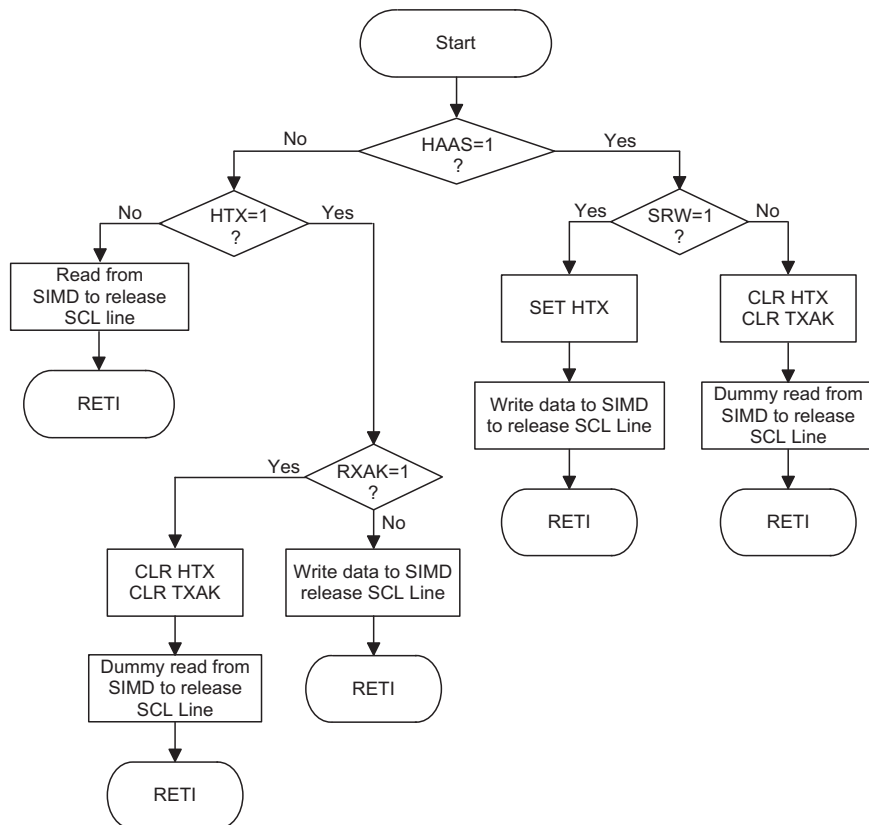 Start
No
HAAS=1
?
Yes
No
HTX=1
?
Yes
Yes
SRW=1
?
No
Read from
SIMD to release
SCL line
SET HTX
CLR HTX
CLR TXAK
RETI
Write data to SIMD
to release SCL Line
Dummy read from
SIMD to release
SCL Line
Yes
RXAK=1
?
No
RETI
RETI
CLR HTX
CLR TXAK
Write data to SIMD
release SCL Line
Dummy read from
SIMD to release
SCL Line
RETI
RETI